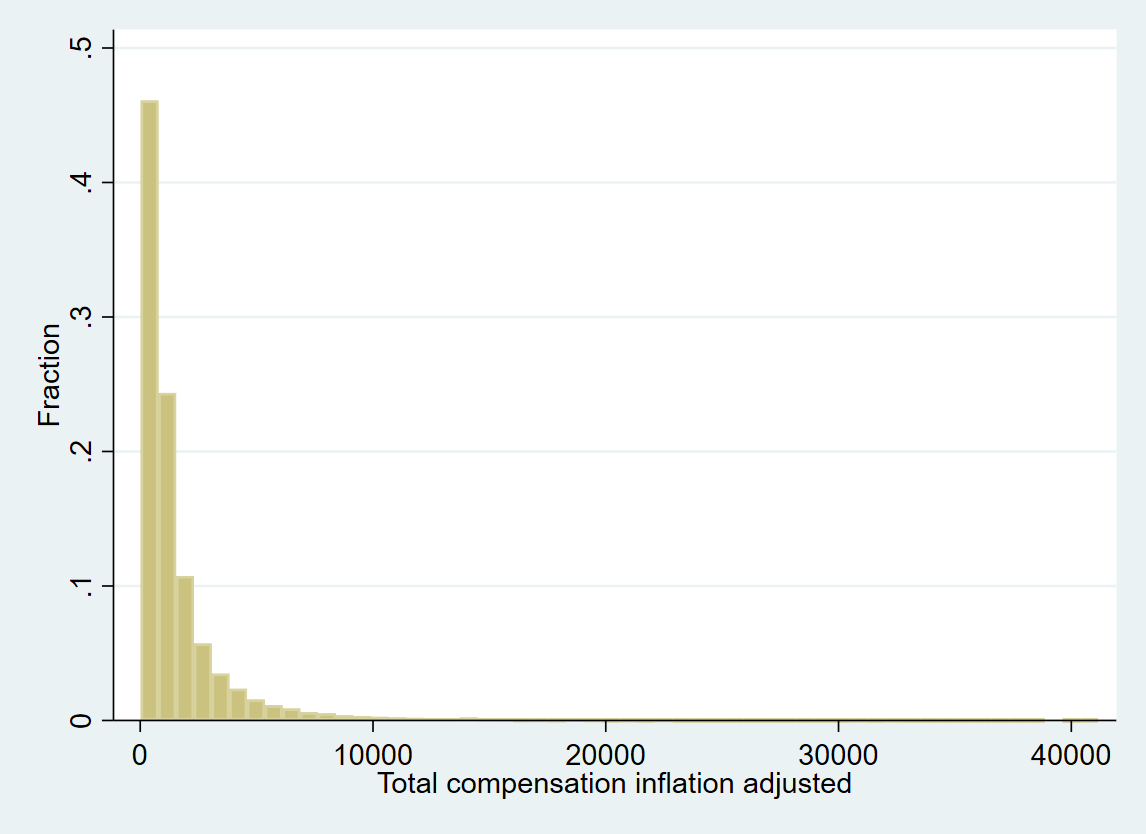 .5
.4
.3
.2
.1
0
Fraction
0 10000 20000 30000 40000
Total compensation inflation adjusted